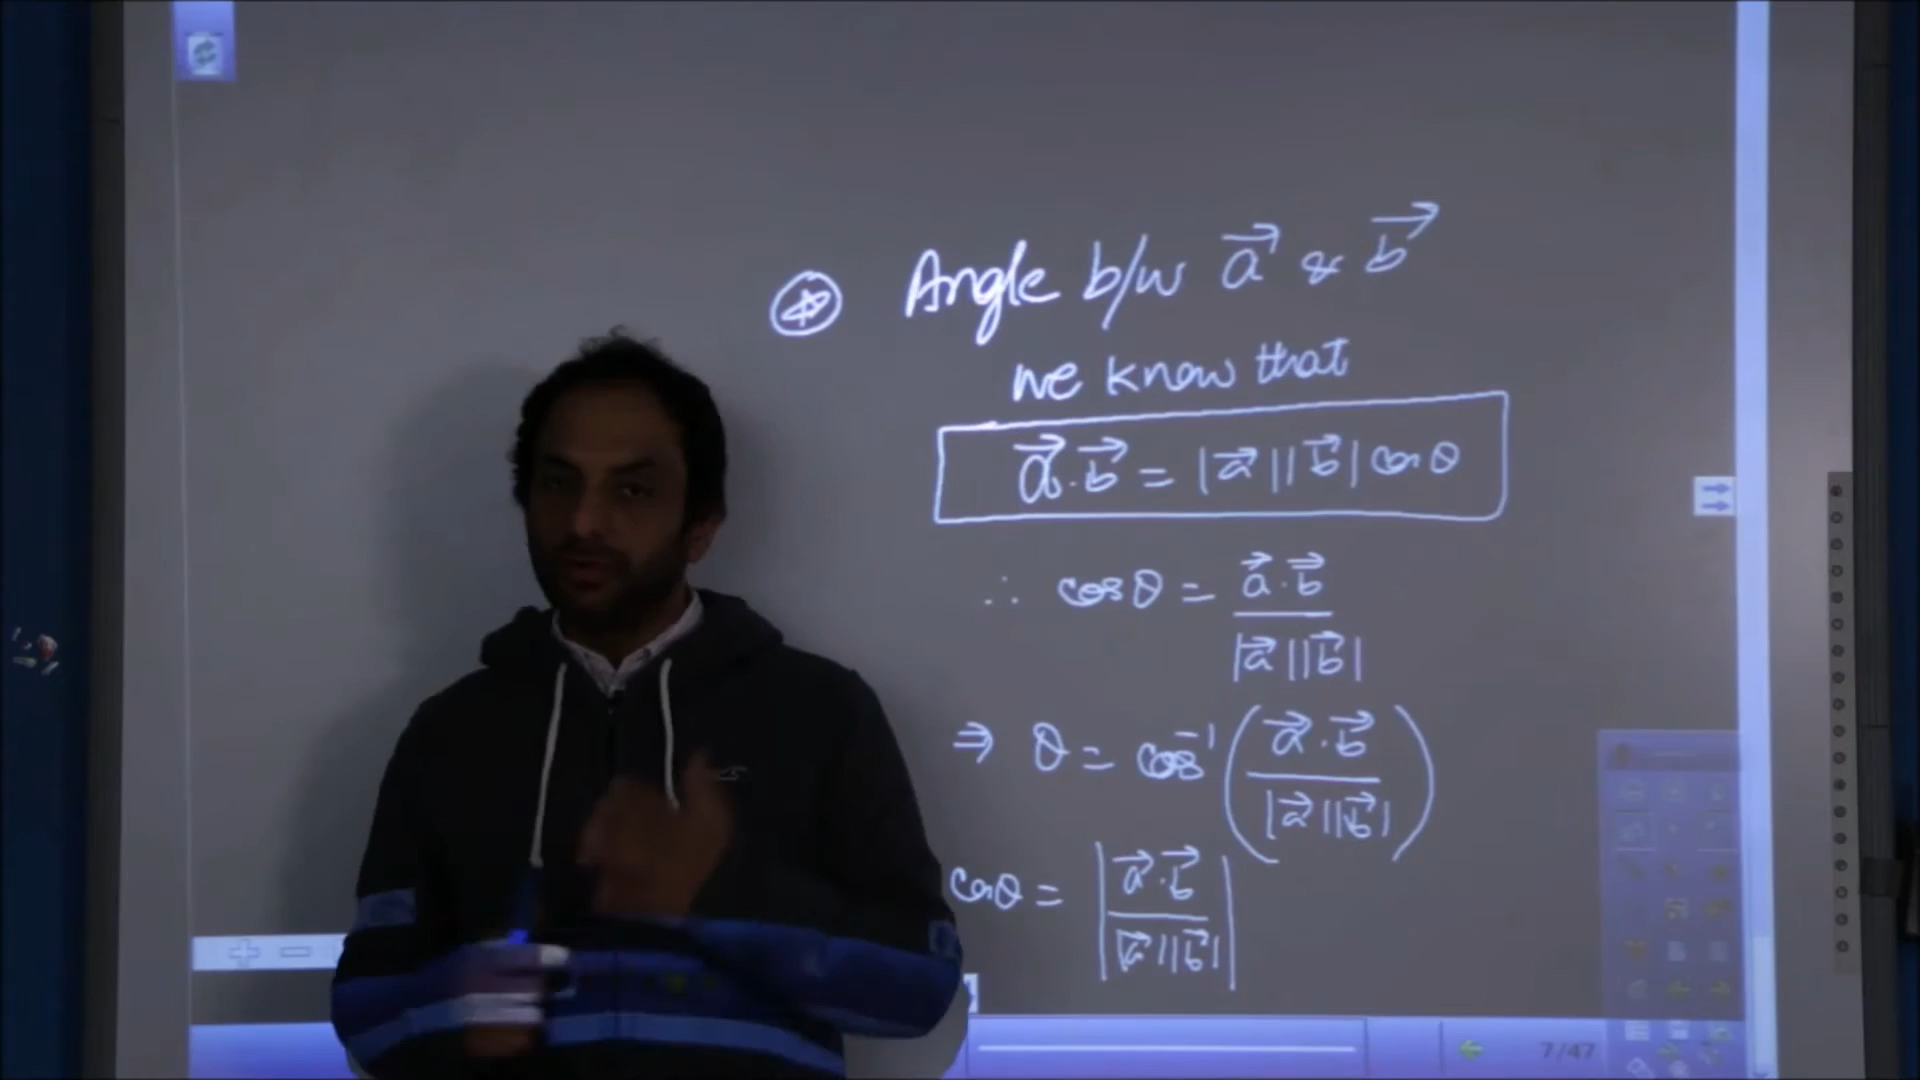 Angle b/w a⃗ & b⃗
we know that
a⃗·b⃗ = |a⃗||b⃗| cos θ
∴ cos θ = a⃗·b⃗ / |a⃗||b⃗|
⇒ θ = cos⁻¹ ( a⃗·b⃗ / |a⃗||b⃗| )
cos θ = | a⃗·b⃗ / |a⃗||b⃗| |
7/47